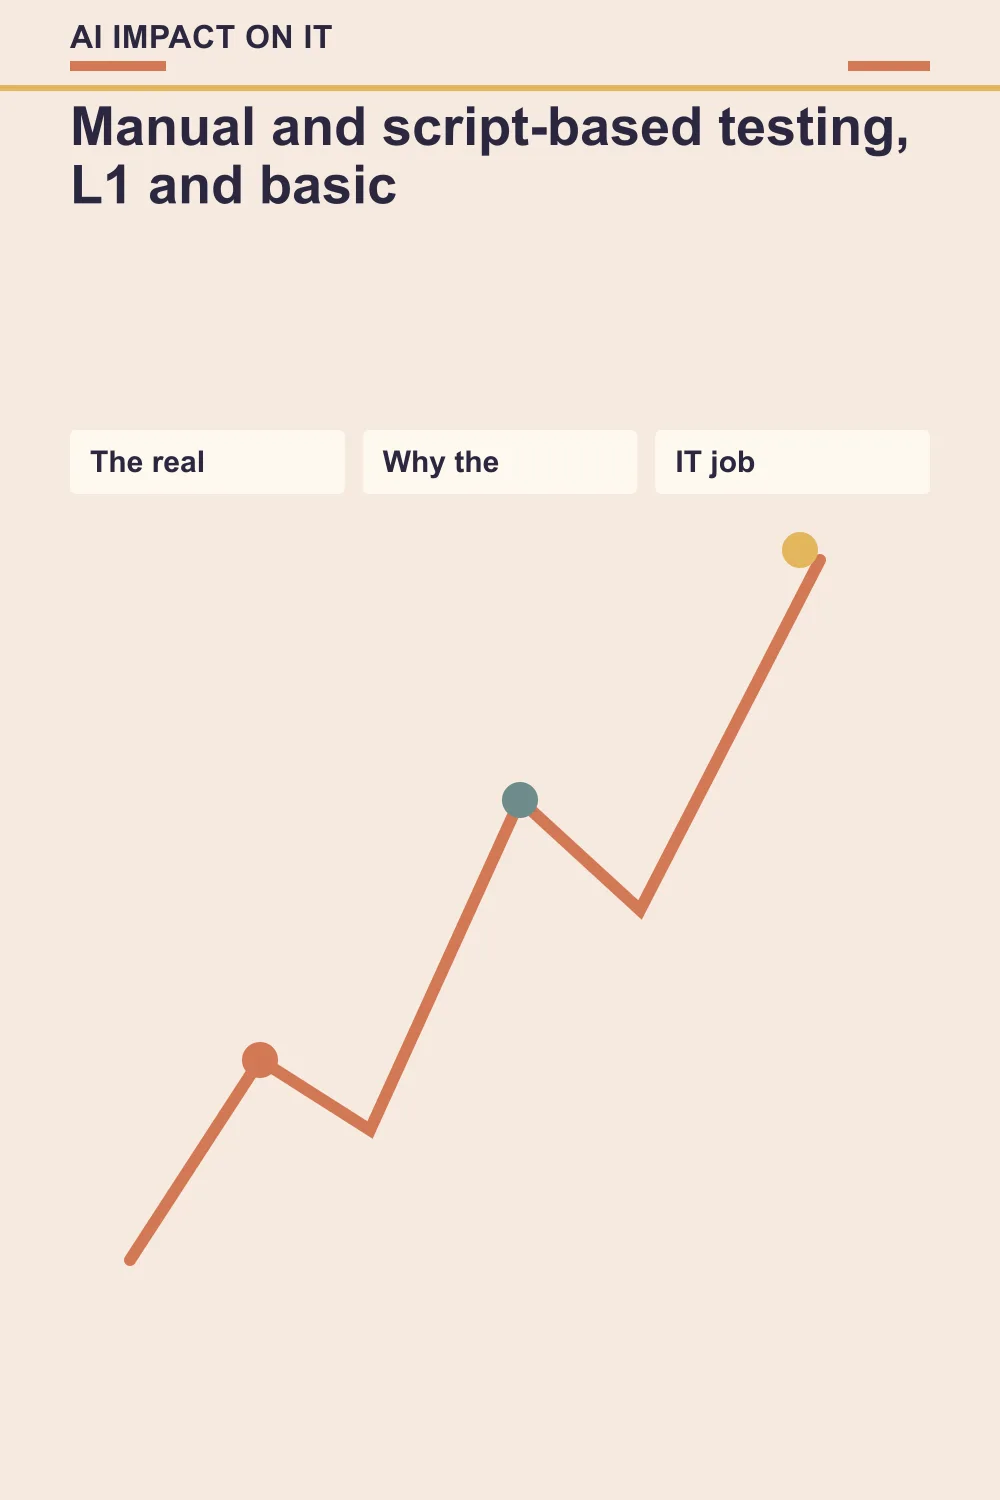 AI IMPACT ON IT
Manual and script-based testing,
L1 and basic
The real
Why the
IT job